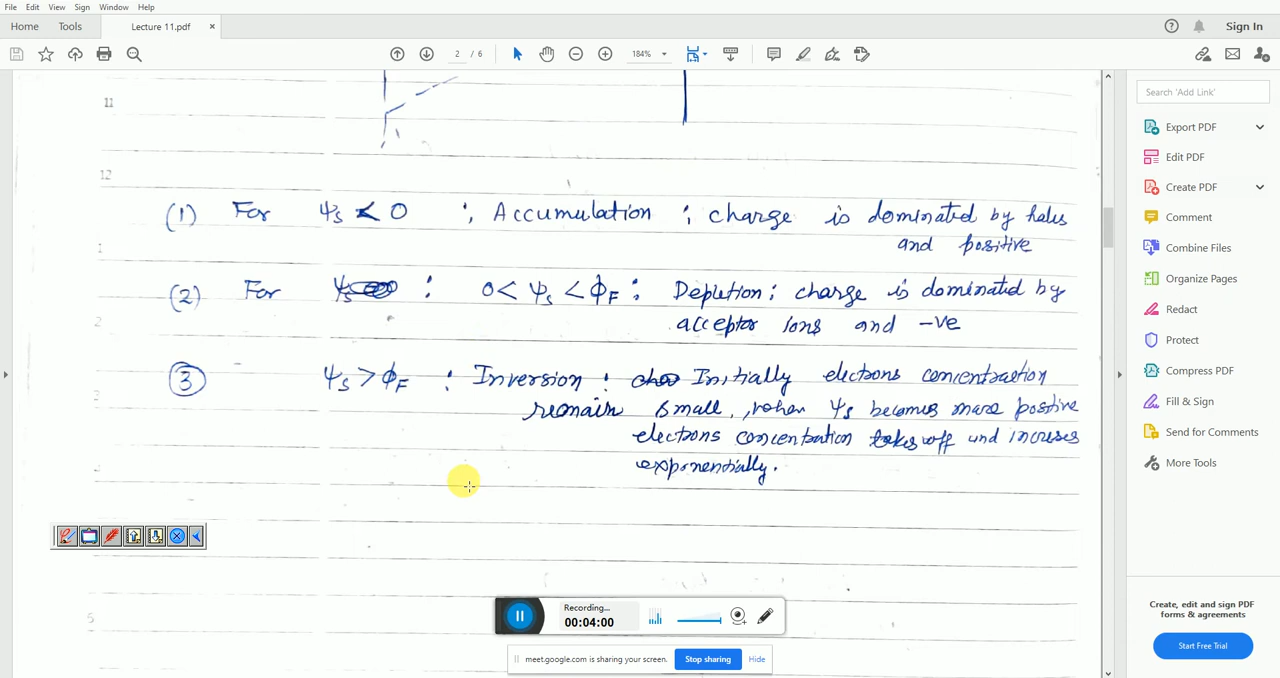 File Edit View Sign Window Help
Home Tools Lecture 11.pdf × Sign In
2 / 6 184%
11
12
(1) For ψs < 0 ; Accumulation ; charge is dominated by holes
and positive
1
(2) For ψs : 0 < ψs < ϕF : Depletion ; charge is dominated by
acceptor ions and -ve
2
③ ψs > ϕF : Inversion : Initially electrons concentraction
remain small, when ψs becomes more positive
electrons concentration takes off and increses
exponentially.
5
Search 'Add Link'
Export PDF
Edit PDF
Create PDF
Comment
Combine Files
Organize Pages
Redact
Protect
Compress PDF
Fill & Sign
Send for Comments
More Tools
Create, edit and sign PDF
forms & agreements
Start Free Trial
Recording...
00:04:00
meet.google.com is sharing your screen. Stop sharing Hide